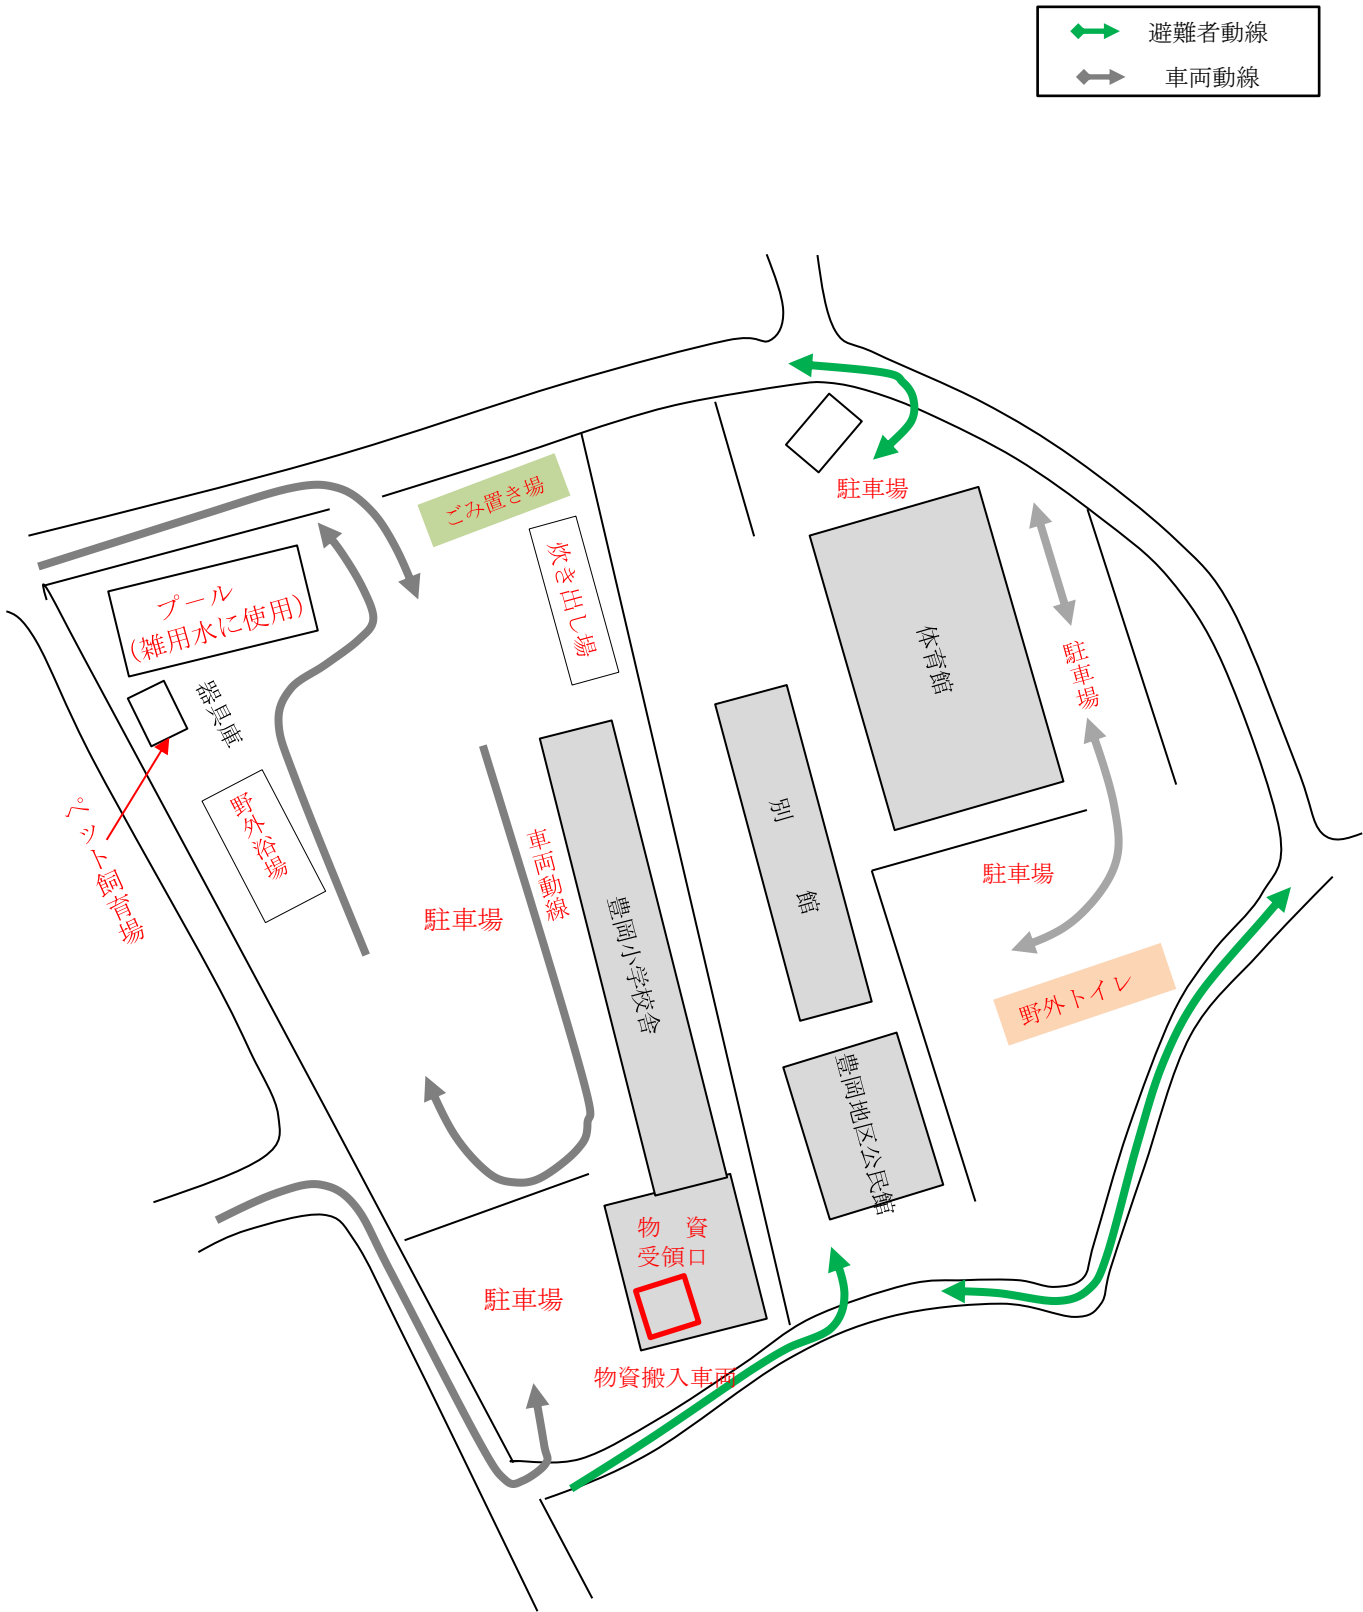 避難者動線
車両動線
駐車場
ごみ置き場
炊き出し場
プール
(雑用水に使用)
器具庫
体育館
駐車場
ペット飼育場
野外浴場
車両動線
駐車場
豊岡小学校舎
別　館
駐車場
野外トイレ
豊岡地区公民館
物　資
受領口
駐車場
物資搬入車両